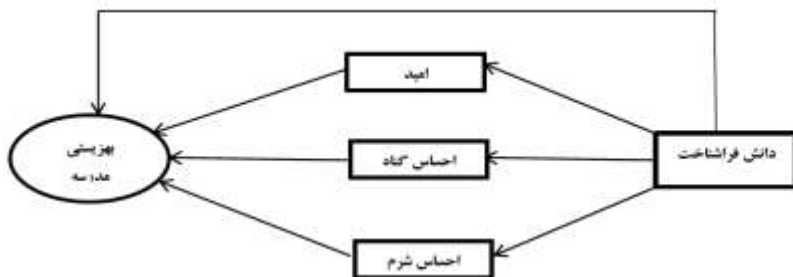 امید
دانش فراشناخت
احساس گناه
بهزیستی
مدرسه
احساس شرم